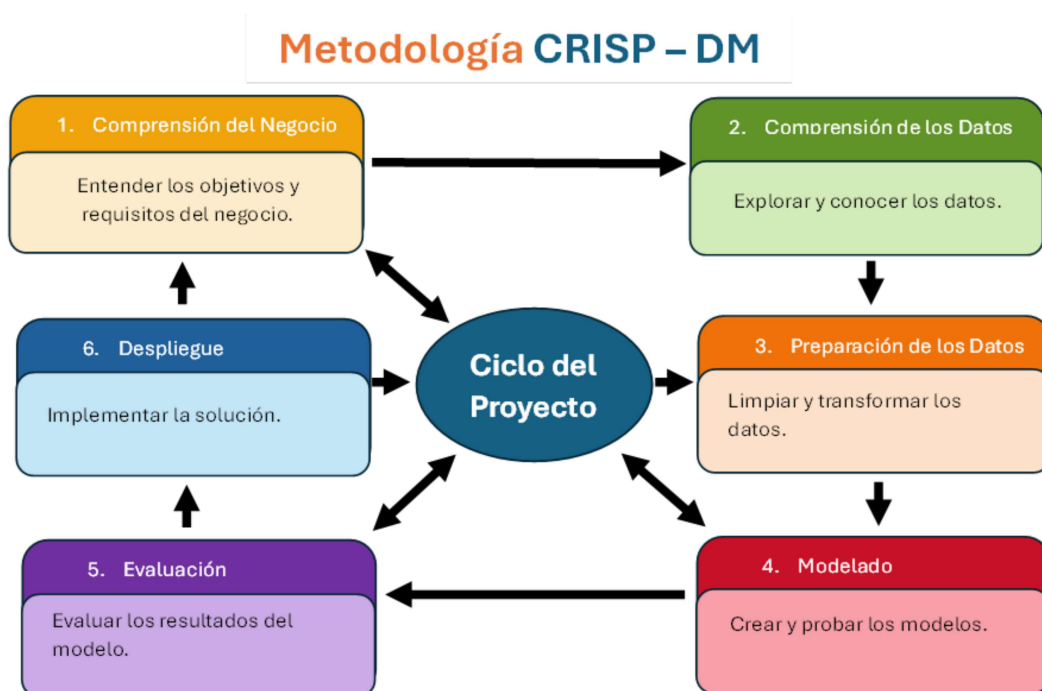 Metodología CRISP – DM
1. Comprensión del Negocio
Entender los objetivos y
requisitos del negocio.
2. Comprensión de los Datos
Explorar y conocer los datos.
3. Preparación de los Datos
Limpiar y transformar los
datos.
4. Modelado
Crear y probar los modelos.
5. Evaluación
Evaluar los resultados del
modelo.
6. Despliegue
Implementar la solución.
Ciclo del
Proyecto